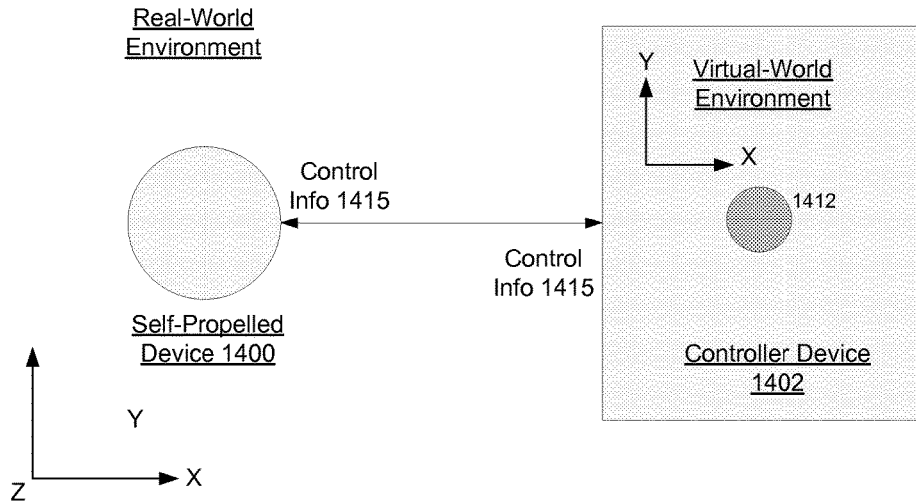 Real-World
Environment
Y
Virtual-World
Environment
X
Control
Info 1415
1412
Control
Info 1415
Self-Propelled
Device 1400
Controller Device
1402
Y
X
Z